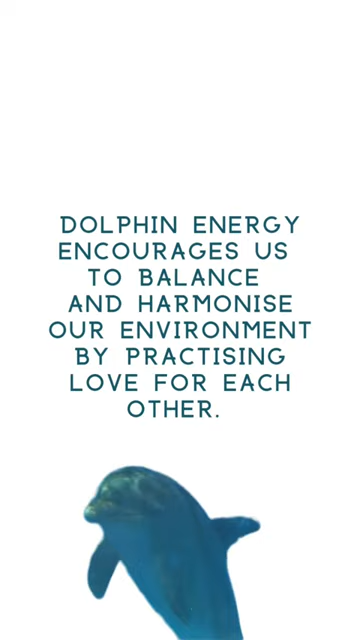 DOLPHIN ENERGY
ENCOURAGES US
TO BALANCE
AND HARMONISE
OUR ENVIRONMENT
BY PRACTISING
LOVE FOR EACH
OTHER.